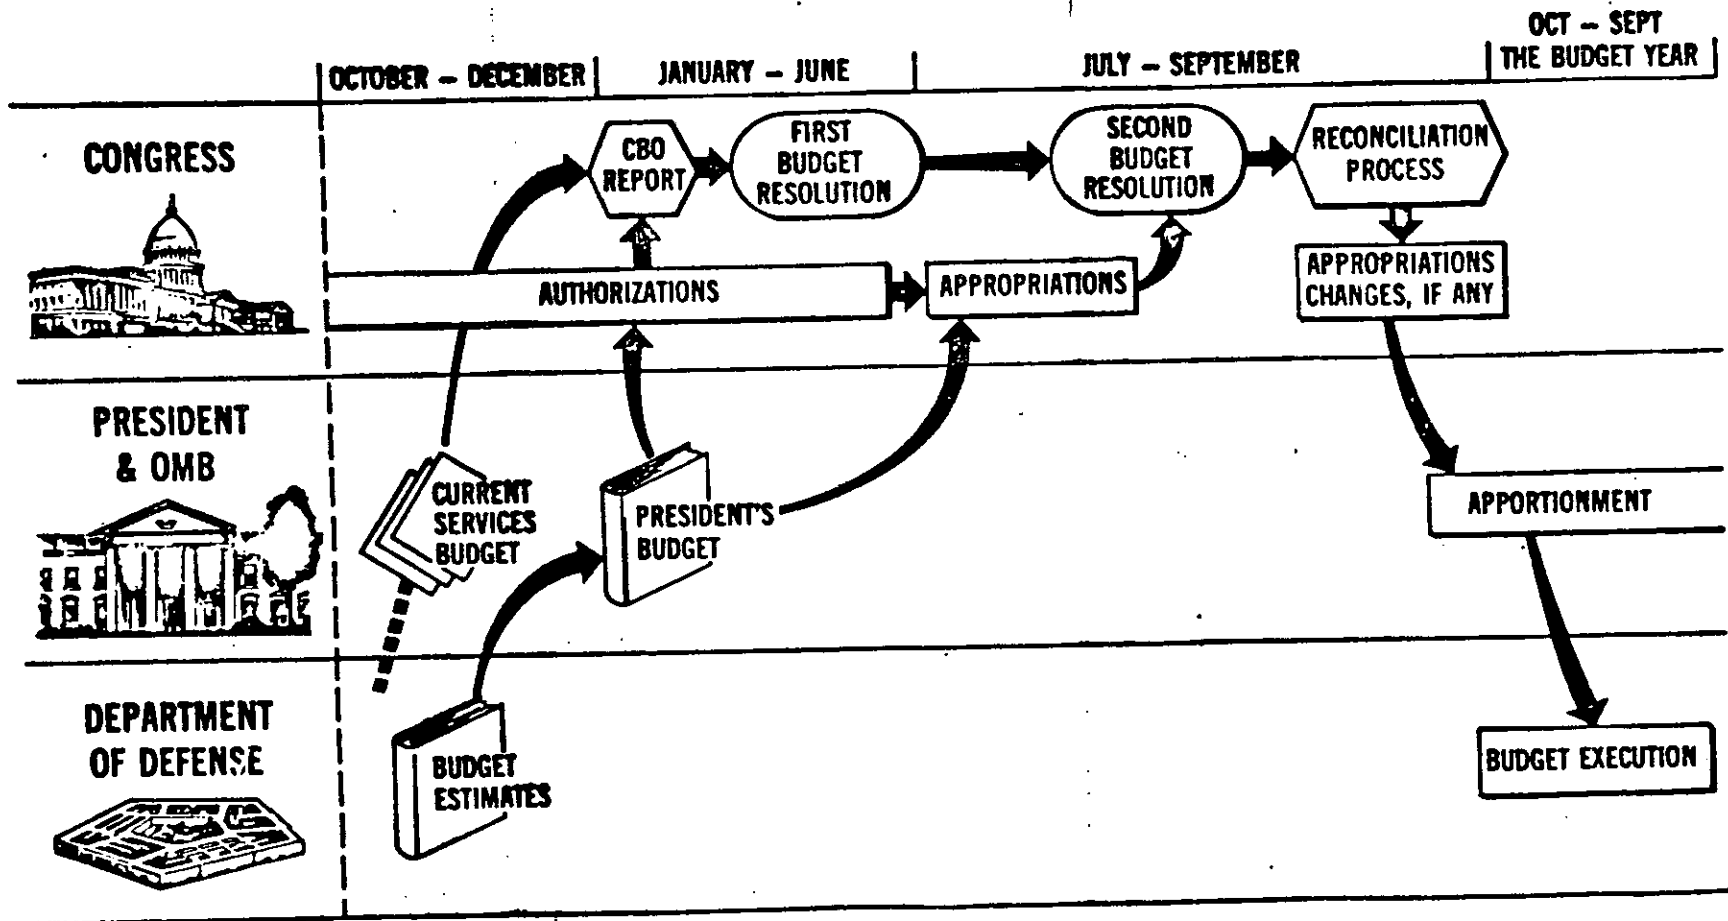 OCT – SEPT
OCTOBER – DECEMBER
JANUARY – JUNE
JULY – SEPTEMBER
THE BUDGET YEAR
CONGRESS
CBO
REPORT
FIRST
BUDGET
RESOLUTION
SECOND
BUDGET
RESOLUTION
RECONCILIATION
PROCESS
AUTHORIZATIONS
APPROPRIATIONS
APPROPRIATIONS
CHANGES, IF ANY
PRESIDENT
& OMB
CURRENT
SERVICES
BUDGET
PRESIDENT'S
BUDGET
APPORTIONMENT
DEPARTMENT
OF DEFENSE
BUDGET
ESTIMATES
BUDGET EXECUTION